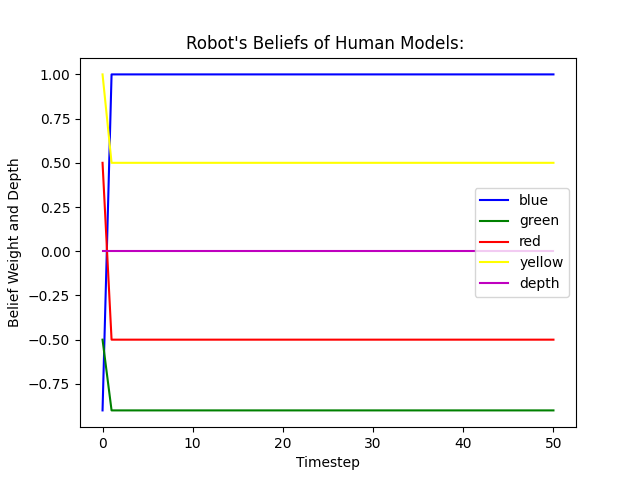 Robot's Beliefs of Human Models:
Belief Weight and Depth
1.00
0.75
0.50
0.25
0.00
−0.25
−0.50
−0.75
blue
green
red
yellow
depth
0 10 20 30 40 50
Timestep